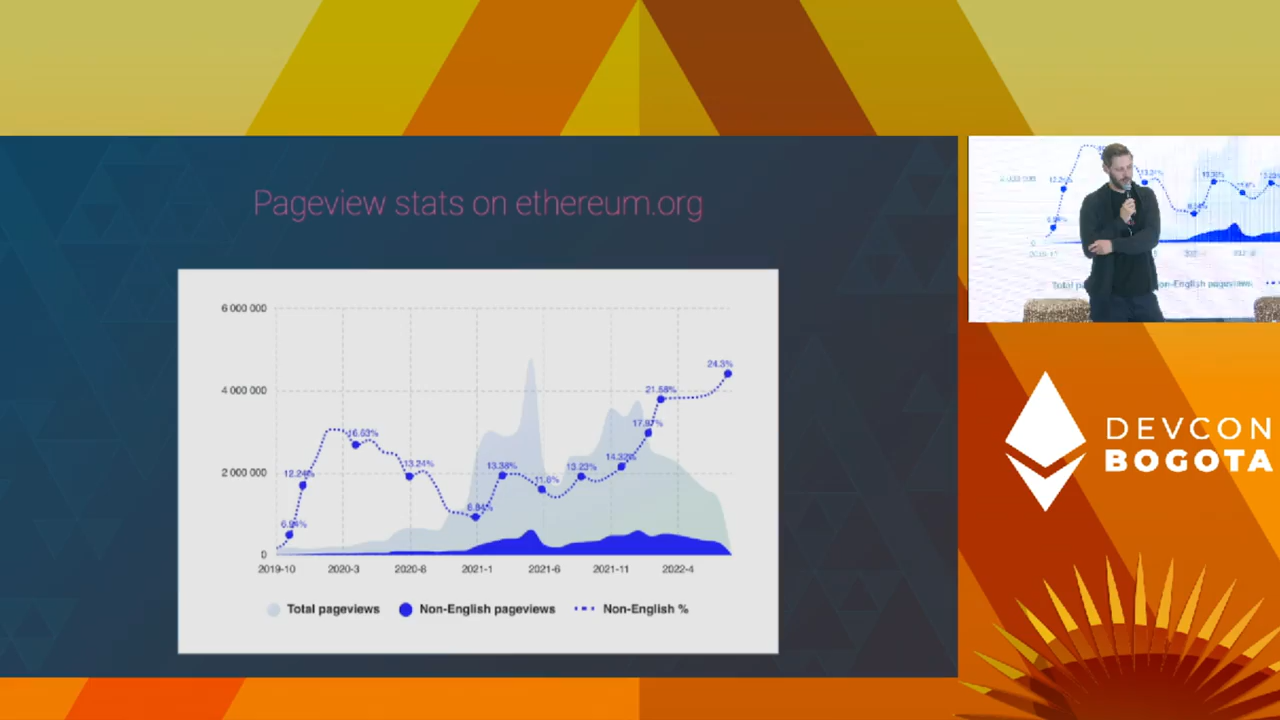 Pageview stats on ethereum.org
6 000 000
4 000 000
2 000 000
0
6.94%
12.24%
16.63%
13.24%
6.84%
13.38%
11.8%
13.23%
14.32%
17.87%
21.58%
24.3%
2019-10
2020-3
2020-8
2021-1
2021-6
2021-11
2022-4
Total pageviews
Non-English pageviews
Non-English %
DEVCON
BOGOTA